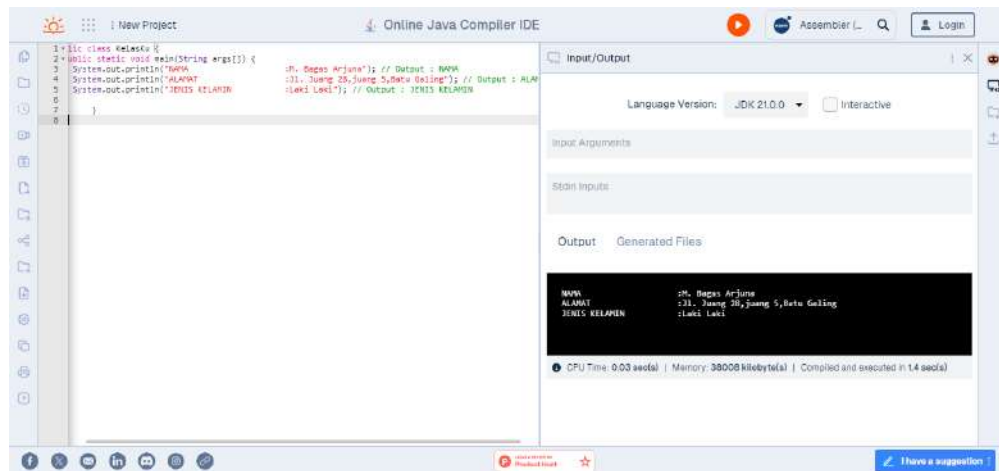 New Project
Online Java Compiler IDE
Assembler (...
Login
1 lic class Kelasku {
2 ublic static void main(String args[]) {
3 System.out.println("NAMA :M. Bagas Arjuna"); // Output : NAMA
4 System.out.println("ALAMAT :Jl. Juang 28,juang 5,Batu Galing"); // Output : ALAM
5 System.out.println("JENIS KELAMIN :Laki Laki"); // Output : JENIS KELAMIN
6
7 }
8
Input/Output
Language Version: JDK 21.0.0 Interactive
Input Arguments
Stdin Inputs
Output Generated Files
NAMA :M. Bagas Arjuna
ALAMAT :Jl. Juang 28,juang 5,Batu Galing
JENIS KELAMIN :Laki Laki
CPU Time: 0.03 sec(s) | Memory: 38008 kilobyte(s) | Compiled and executed in 1.4 sec(s)
Product Hunt
I have a suggestion !